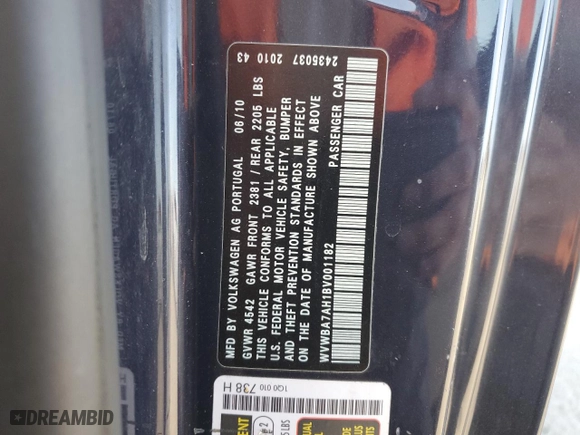 2435037 2010 43
MFD BY VOLKSWAGEN AG PORTUGAL 06/10
GVWR 4542 GAWR FRONT 2381 / REAR 2205 LBS
THIS VEHICLE CONFORMS TO ALL APPLICABLE
U.S. FEDERAL MOTOR VEHICLE SAFETY, BUMPER
AND THEFT PREVENTION STANDARDS IN EFFECT
ON THE DATE OF MANUFACTURE SHOWN ABOVE
WVWBA7AH1BV001182 PASSENGER CAR
1Q0 010 738 H
DREAMBID